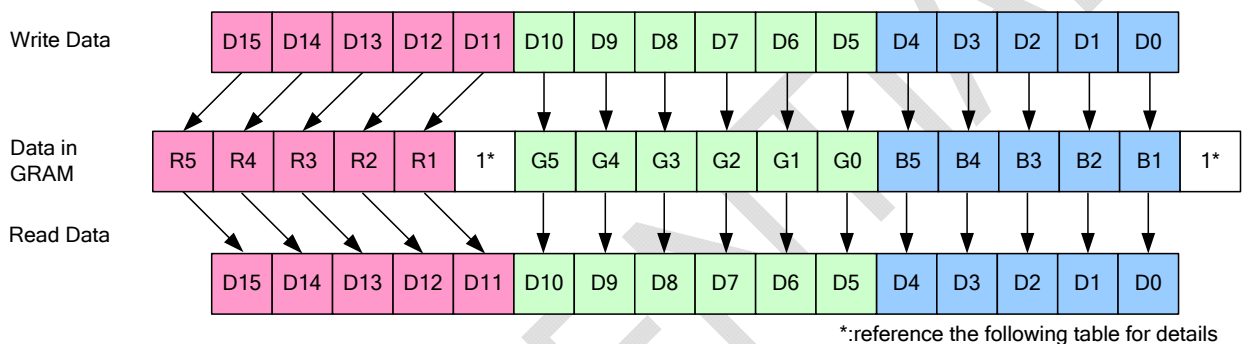 Write Data D15 D14 D13 D12 D11 D10 D9 D8 D7 D6 D5 D4 D3 D2 D1 D0
Data in GRAM R5 R4 R3 R2 R1 1* G5 G4 G3 G2 G1 G0 B5 B4 B3 B2 B1 1*
Read Data
D15 D14 D13 D12 D11 D10 D9 D8 D7 D6 D5 D4 D3 D2 D1 D0
*:reference the following table for details